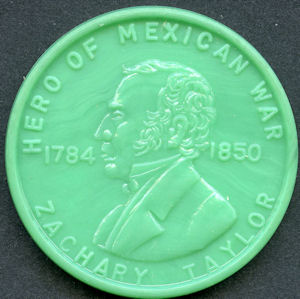 HERO OF MEXICAN WAR
1784 1850
ZACHARY TAYLOR